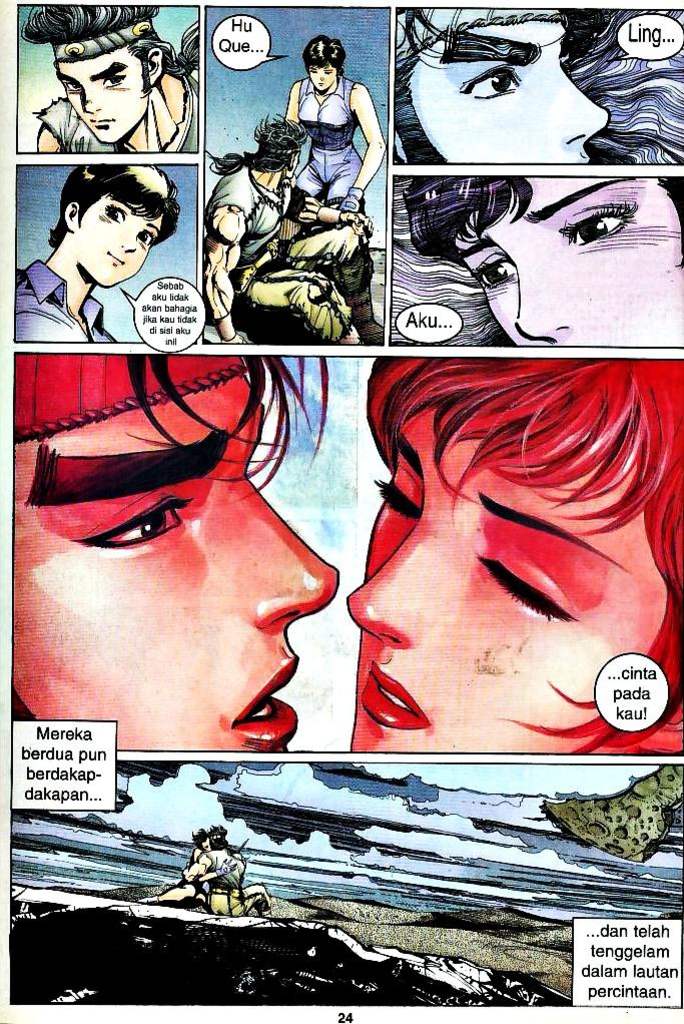 Hu
Que...
Sebab
aku tidak
akan bahagia
jika kau tidak
di sisi aku
ini!
Ling...
Aku...
...cinta
pada
kau!
Mereka
berdua pun
berdakap-
dakapan...
...dan telah
tenggelam
dalam lautan
percintaan.
24